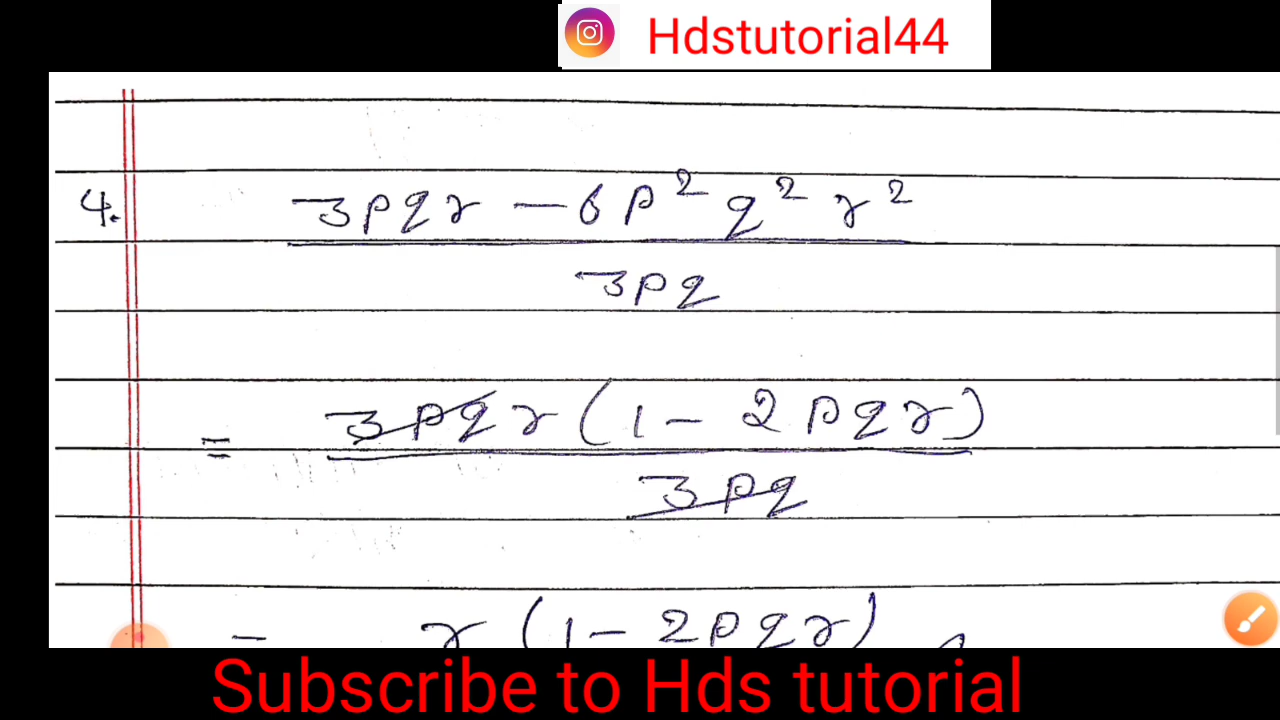 Hdstutorial44
4. 3pqr - 6p²q²r²
3pq
= 3pqr (1 - 2pqr)
3pq
= r (1 - 2pqr)
Subscribe to Hds tutorial